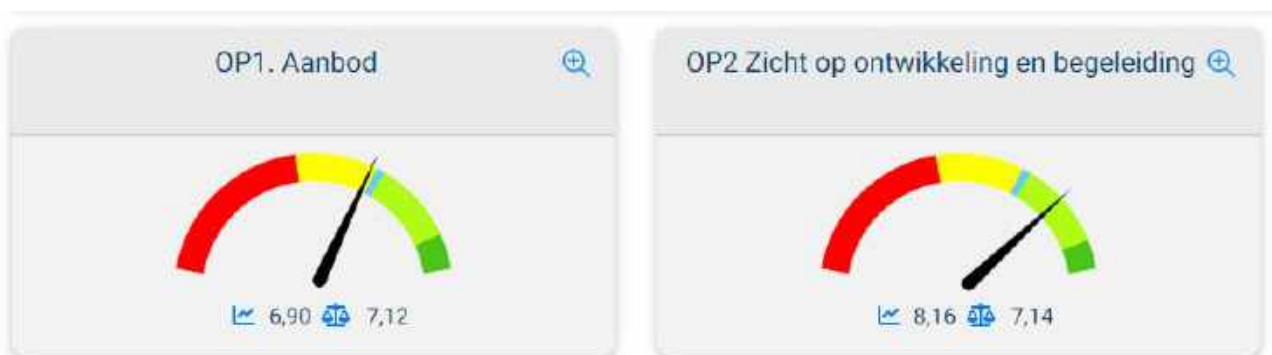 OP1. Aanbod
6,90 7,12
OP2 Zicht op ontwikkeling en begeleiding
8,16 7,14